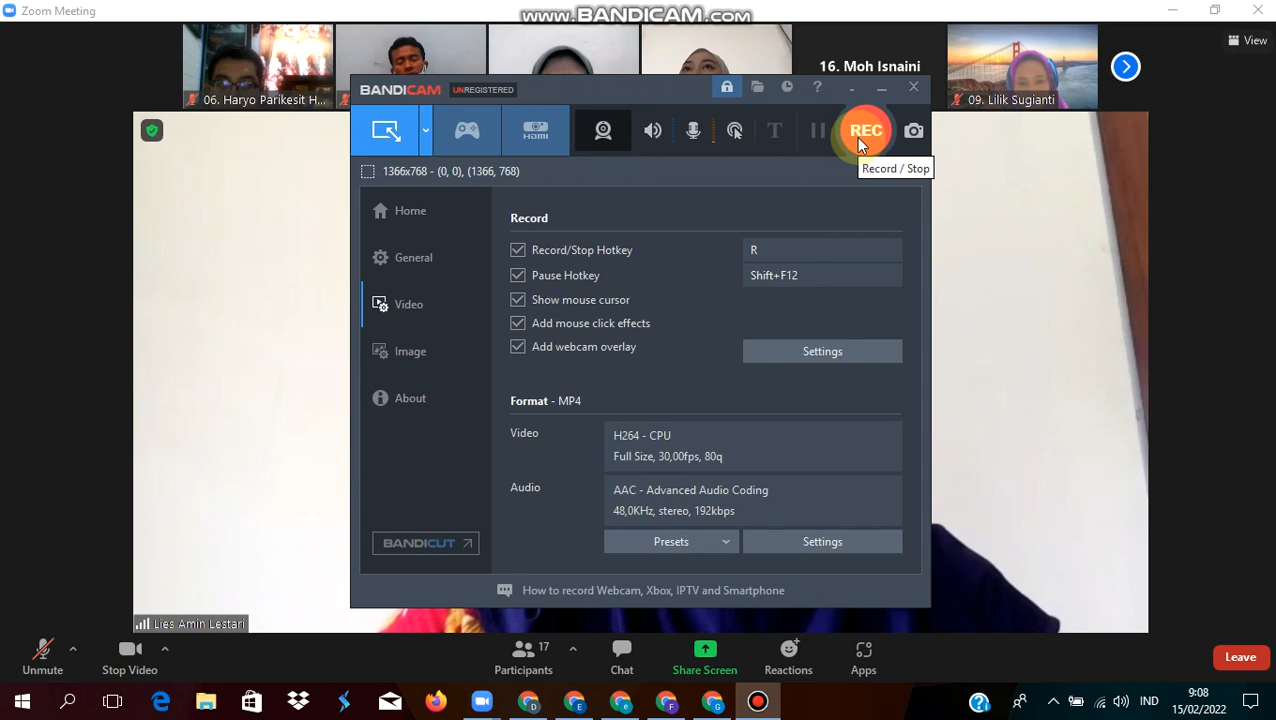 Zoom Meeting
www.BANDICAM.com
View
06. Haryo Parikesit H...
16. Moh Isnaini
09. Lilik Sugianti
BANDICAM
UNREGISTERED
?
HDMI
T
REC
Record / Stop
1366x768 - (0, 0), (1366, 768)
Home
General
Video
Image
About
BANDICUT
Record
Record/Stop Hotkey R
Pause Hotkey Shift+F12
Show mouse cursor
Add mouse click effects
Add webcam overlay Settings
Format - MP4
Video H264 - CPU
Full Size, 30,00fps, 80q
Audio AAC - Advanced Audio Coding
48,0KHz, stereo, 192kbps
Presets Settings
How to record Webcam, Xbox, IPTV and Smartphone
Lies Amin Lestari
Unmute
Stop Video
17
Participants
Chat
Share Screen
Reactions
Apps
Leave
D E e F G
IND
9:08
15/02/2022